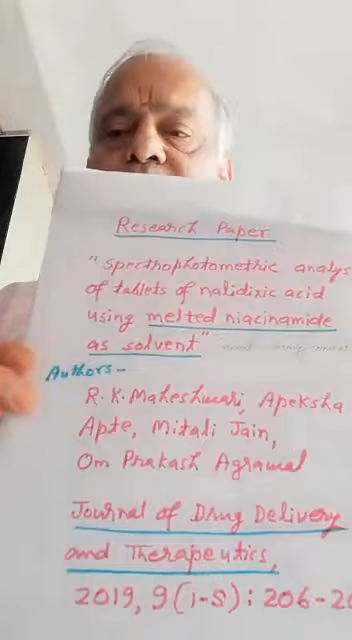 Research Paper
"Spectrophotometric analys
of tablets of nalidixic acid
using melted niacinamide
as solvent"
Authors-
R.K. Maheshwari, Apeksha
Apte, Mitali Jain,
Om Prakash Agrawal
Journal of Drug Delivery
and Therapeutics,
2019, 9(1-S): 206-20